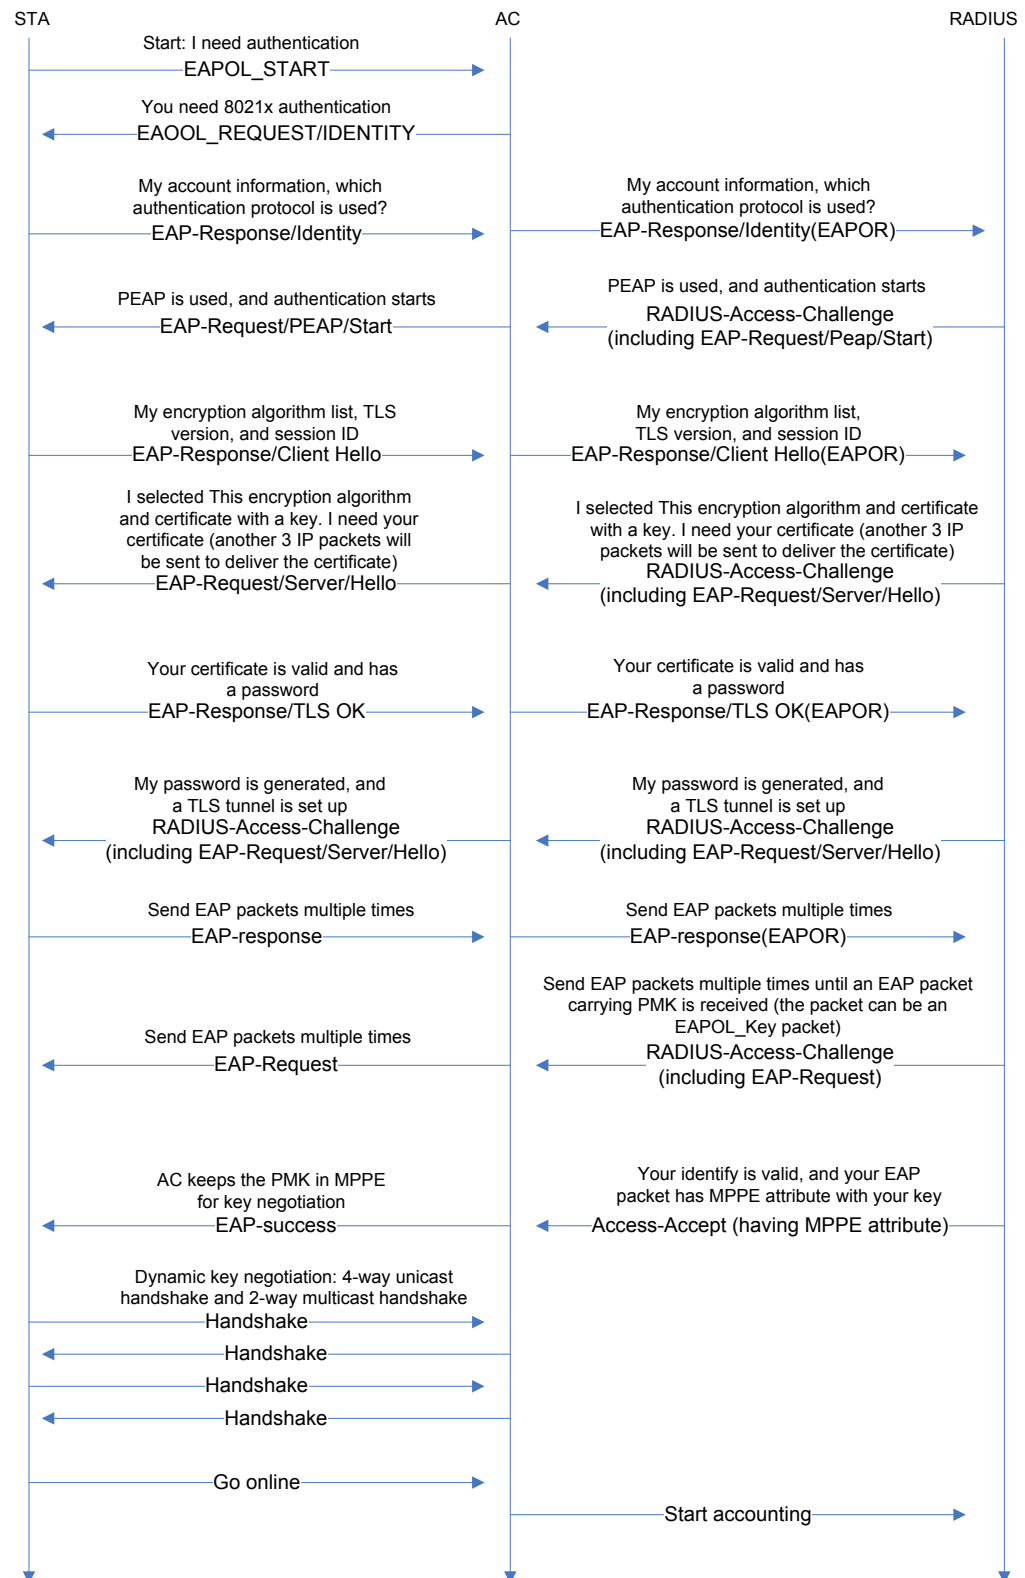 STA
AC
RADIUS
Start: I need authentication
EAPOL_START
You need 8021x authentication
EAOOL_REQUEST/IDENTITY
My account information, which
authentication protocol is used?
EAP-Response/Identity
My account information, which
authentication protocol is used?
EAP-Response/Identity(EAPOR)
PEAP is used, and authentication starts
RADIUS-Access-Challenge
(including EAP-Request/Peap/Start)
PEAP is used, and authentication starts
EAP-Request/PEAP/Start
My encryption algorithm list, TLS
version, and session ID
EAP-Response/Client Hello
My encryption algorithm list,
TLS version, and session ID
EAP-Response/Client Hello(EAPOR)
I selected This encryption algorithm and certificate
with a key. I need your certificate (another 3 IP
packets will be sent to deliver the certificate)
RADIUS-Access-Challenge
(including EAP-Request/Server/Hello)
I selected This encryption algorithm
and certificate with a key. I need your
certificate (another 3 IP packets will
be sent to deliver the certificate)
EAP-Request/Server/Hello
Your certificate is valid and has
a password
EAP-Response/TLS OK
Your certificate is valid and has
a password
EAP-Response/TLS OK(EAPOR)
My password is generated, and
a TLS tunnel is set up
RADIUS-Access-Challenge
(including EAP-Request/Server/Hello)
My password is generated, and
a TLS tunnel is set up
RADIUS-Access-Challenge
(including EAP-Request/Server/Hello)
Send EAP packets multiple times
EAP-response
Send EAP packets multiple times
EAP-response(EAPOR)
Send EAP packets multiple times until an EAP packet
carrying PMK is received (the packet can be an
EAPOL_Key packet)
RADIUS-Access-Challenge
(including EAP-Request)
Send EAP packets multiple times
EAP-Request
Your identify is valid, and your EAP
packet has MPPE attribute with your key
Access-Accept (having MPPE attribute)
AC keeps the PMK in MPPE
for key negotiation
EAP-success
Dynamic key negotiation: 4-way unicast
handshake and 2-way multicast handshake
Handshake
Handshake
Handshake
Handshake
Go online
Start accounting